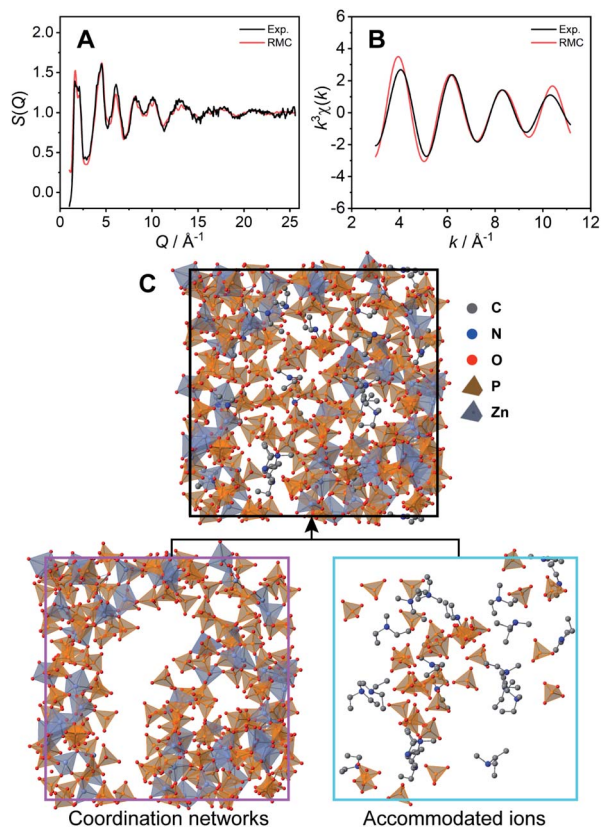 A
Exp.
RMC
S(Q)
2.0
1.5
1.0
0.5
0.0
0 5 10 15 20 25
Q / Å⁻¹
B
Exp.
RMC
k³χ(k)
6
4
2
0
-2
-4
-6
2 4 6 8 10 12
k / Å⁻¹
C
C
N
O
P
Zn
Coordination networks
Accommodated ions